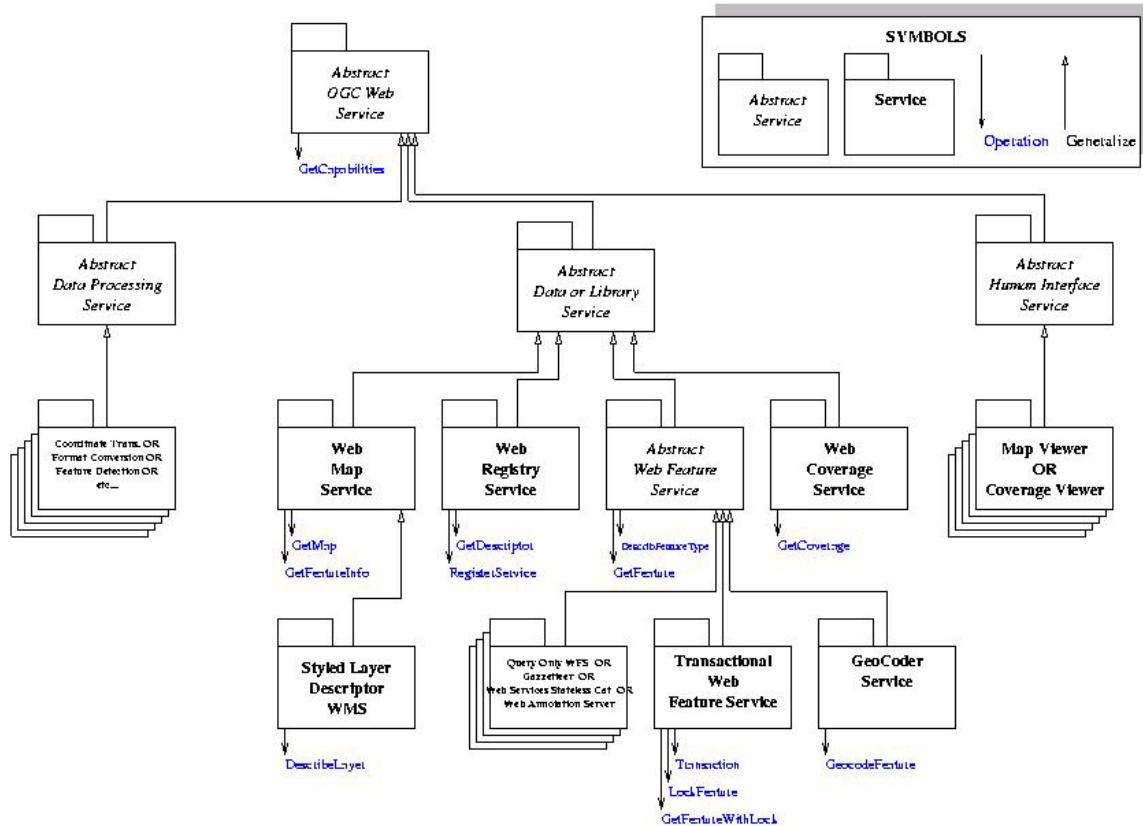 SYMBOLS
Abstract
Service
Service
Operation
Generalize
Abstract
OGC Web
Service
GetCapabilities
Abstract
Data Processing
Service
Abstract
Data or Library
Service
Abstract
Human Interface
Service
Coordinate Trans. OR
Format Conversion OR
Feature Detection OR
etc...
Web
Map
Service
Web
Registry
Service
Abstract
Web Feature
Service
Web
Coverage
Service
Map Viewer
OR
Coverage Viewer
GetMap
GetFeatureInfo
GetDescriptor
RegisterService
DescribFeatureType
GetFeature
GetCoverage
Styled Layer
Descriptor
WMS
Query Only WFS OR
Gazzetteer OR
Web Services Stateless Cat OR
Web Annotation Server
Transactional
Web
Feature Service
GeoCoder
Service
DescribeLayer
Transaction
LockFeature
GetFeatureWithLock
GeocodeFeature